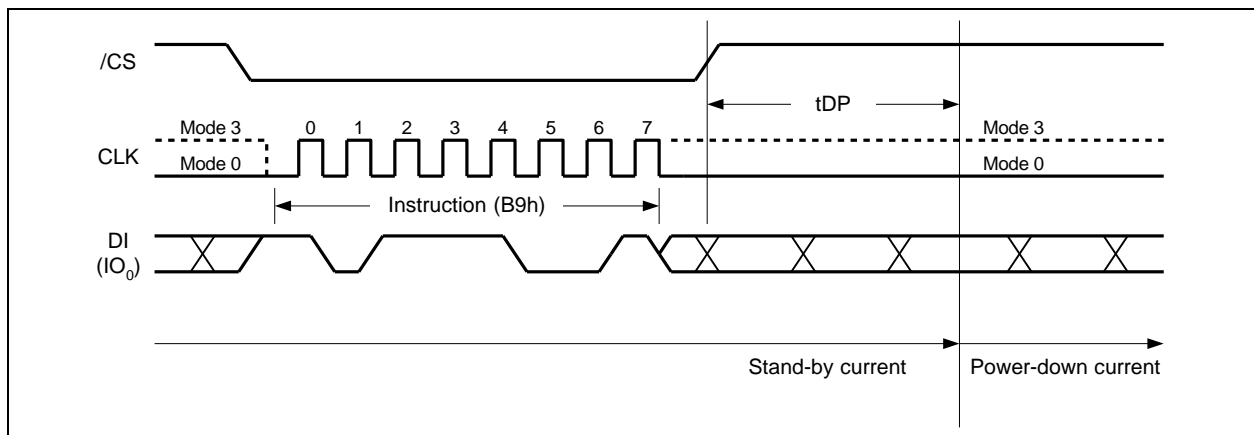 /CS
tDP
0 1 2 3 4 5 6 7
Mode 3 Mode 3
CLK
Mode 0 Mode 0
Instruction (B9h)
DI
(IO0)
Stand-by current Power-down current